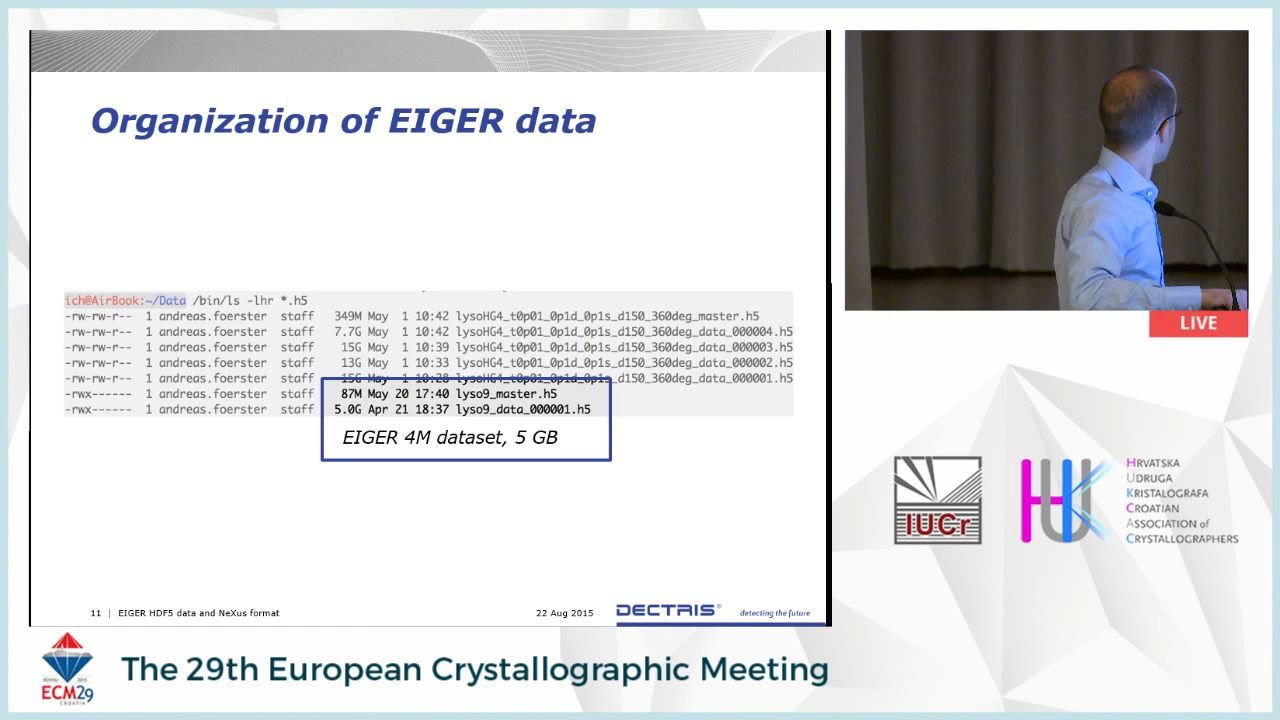 Organization of EIGER data
ich@AirBook:~/Data /bin/ls -lhr *.h5
-rw-rw-r-- 1 andreas.foerster staff 349M May 1 10:42 lysoHG4_t0p01_0p1d_0p1s_d150_360deg_master.h5
-rw-rw-r-- 1 andreas.foerster staff 7.7G May 1 10:42 lysoHG4_t0p01_0p1d_0p1s_d150_360deg_data_000004.h5
-rw-rw-r-- 1 andreas.foerster staff 15G May 1 10:39 lysoHG4_t0p01_0p1d_0p1s_d150_360deg_data_000003.h5
-rw-rw-r-- 1 andreas.foerster staff 13G May 1 10:33 lysoHG4_t0p01_0p1d_0p1s_d150_360deg_data_000002.h5
-rw-rw-r-- 1 andreas.foerster staff 15G May 1 10:28 lysoHG4_t0p01_0p1d_0p1s_d150_360deg_data_000001.h5
-rwx------ 1 andreas.foerster staff 87M May 20 17:40 lyso9_master.h5
-rwx------ 1 andreas.foerster staff 5.0G Apr 21 18:37 lyso9_data_000001.h5
EIGER 4M dataset, 5 GB
11 | EIGER HDF5 data and NeXus format
22 Aug 2015
DECTRIS®
detecting the future
LIVE
IUCr
HUK
HRVATSKA
UDRUGA
KRISTALOGRAFA
CROATIAN
ASSOCIATION of
CRYSTALLOGRAPHERS
ECM29
CROATIA
The 29th European Crystallographic Meeting